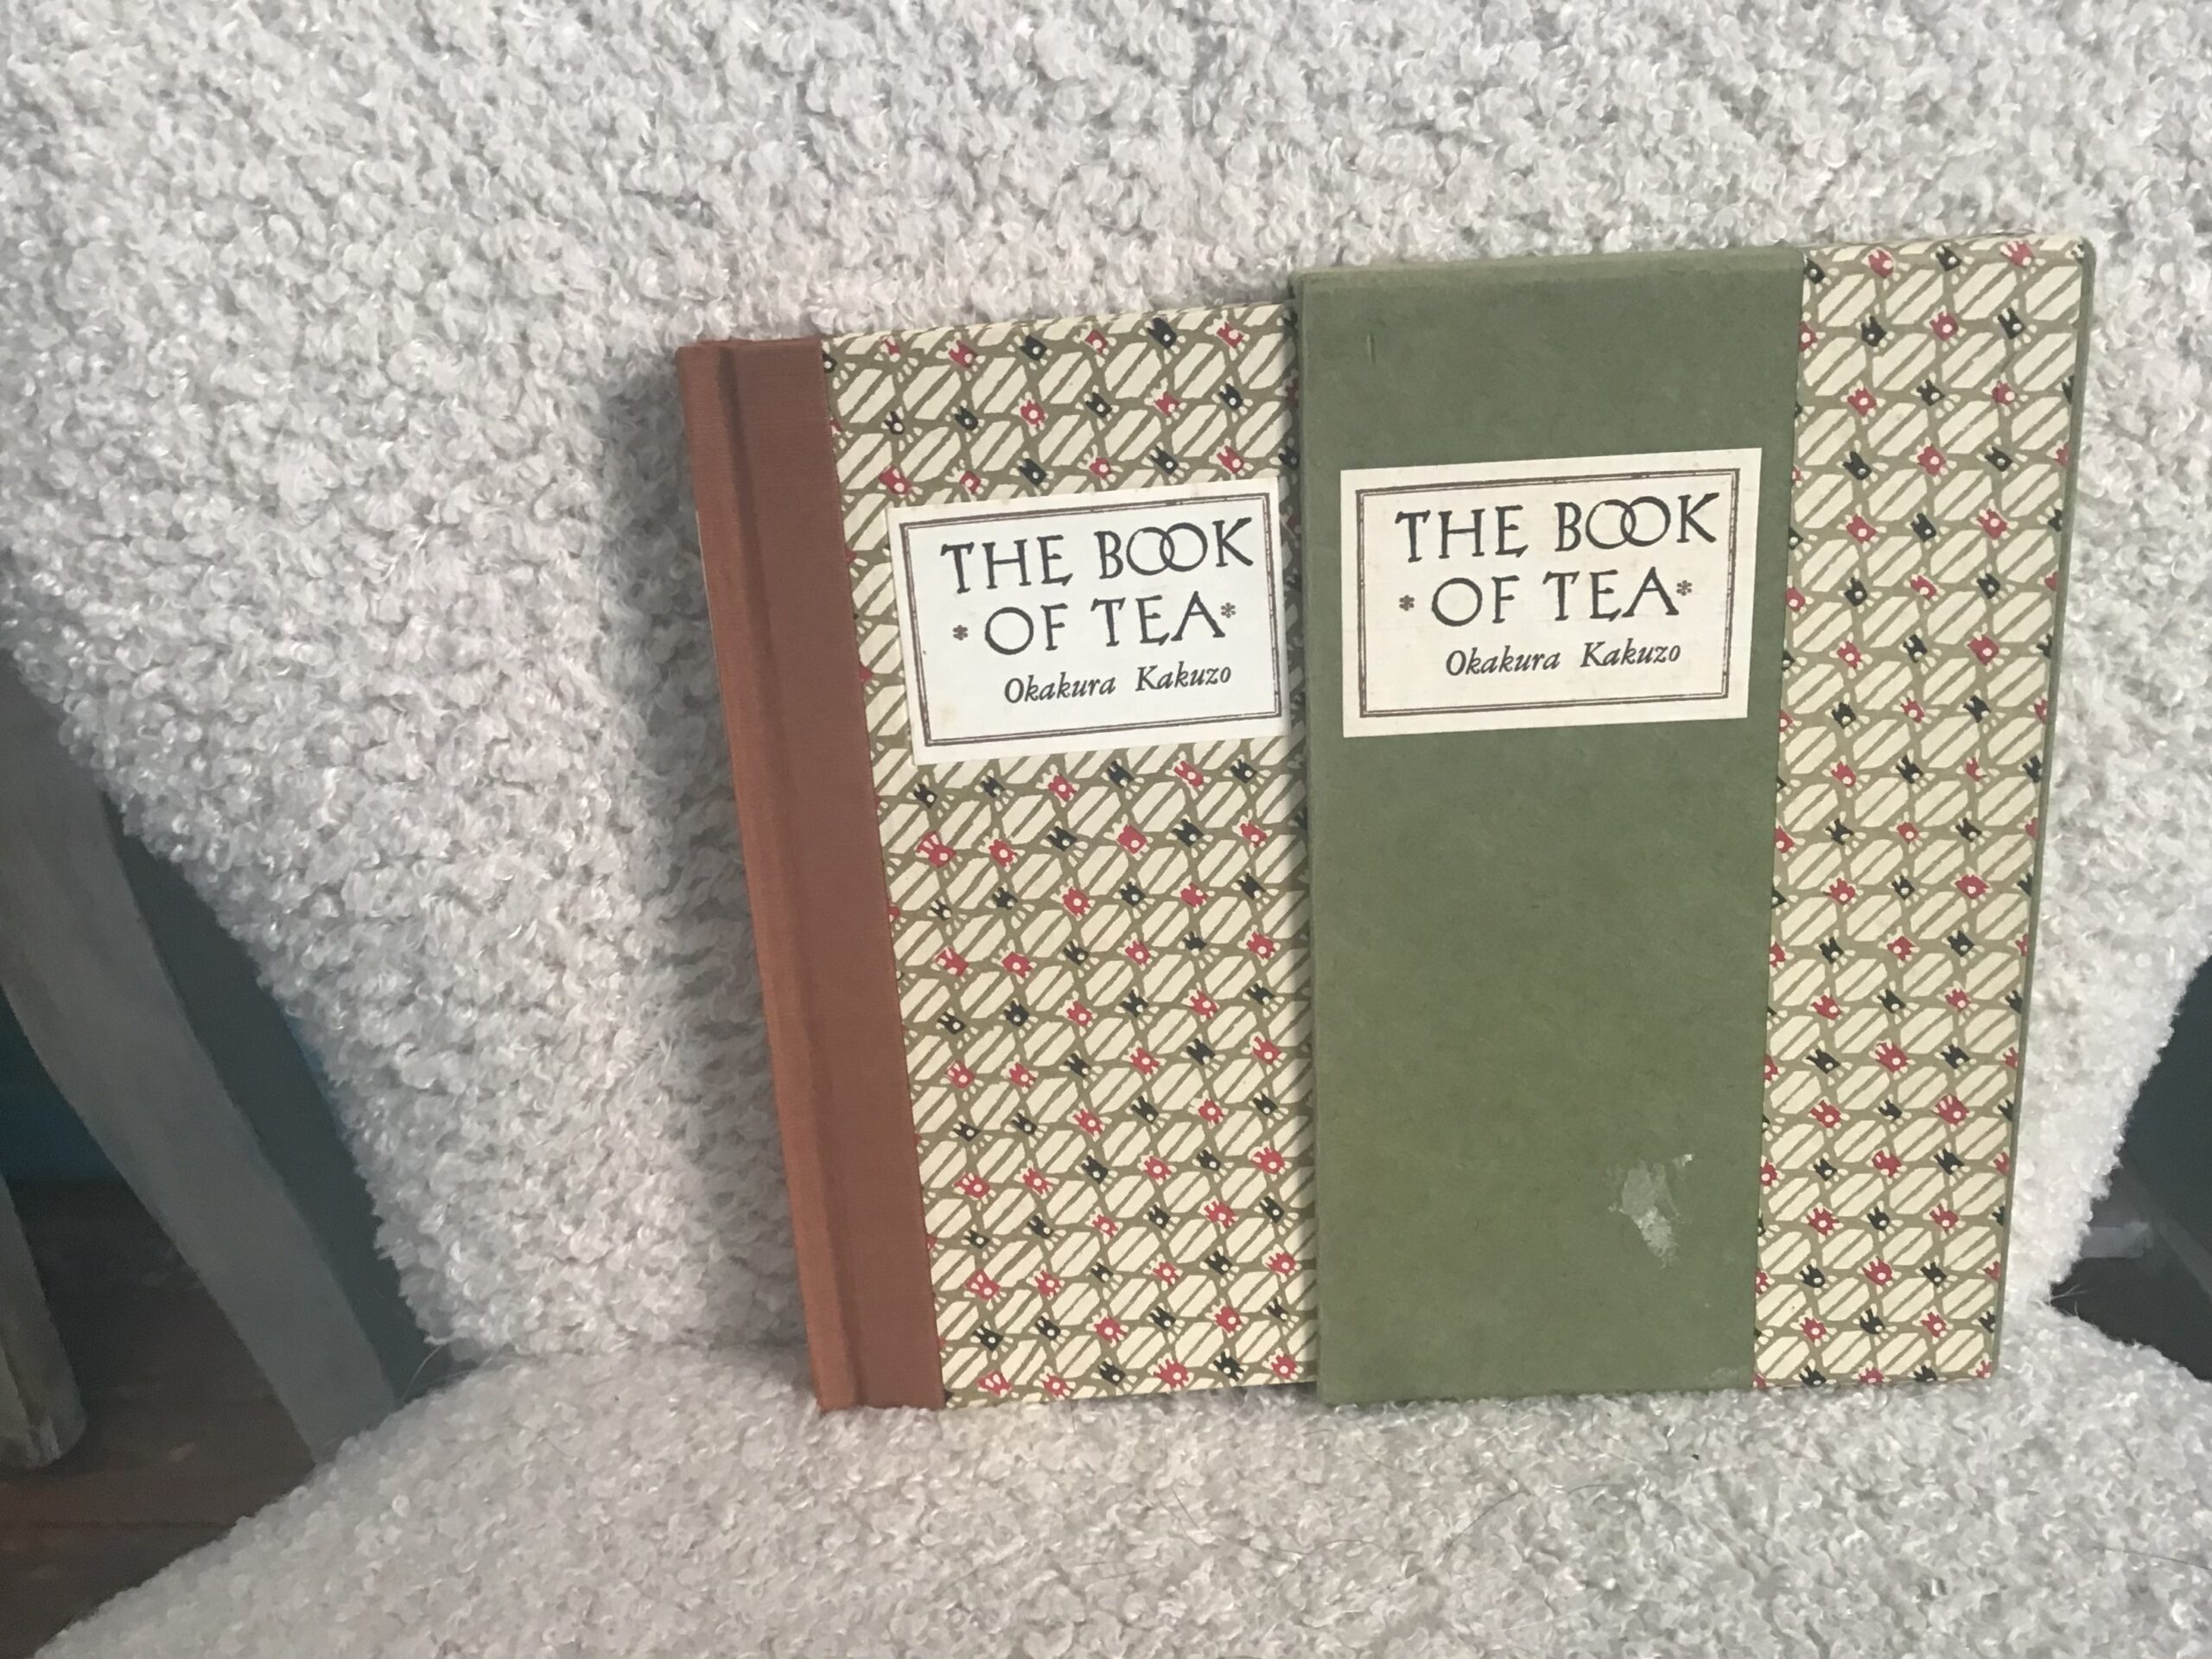 THE BOOK
* OF TEA *
Okakura Kakuzo
THE BOOK
* OF TEA *
Okakura Kakuzo